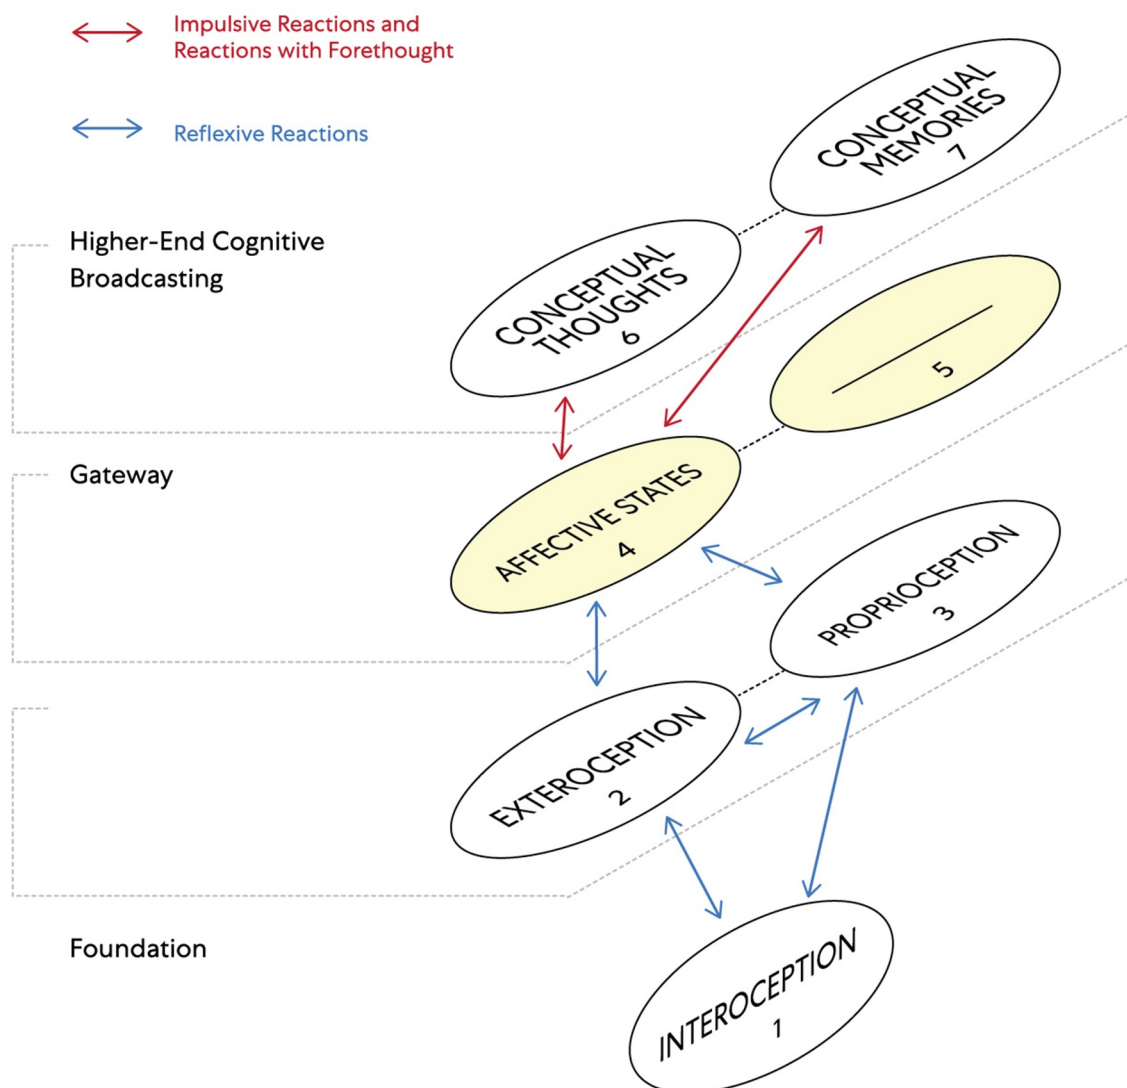 Impulsive Reactions and
Reactions with Forethought
Reflexive Reactions
CONCEPTUAL
MEMORIES
7
Higher-End Cognitive
Broadcasting
CONCEPTUAL
THOUGHTS
6
5
Gateway
AFFECTIVE STATES
4
PROPRIOCEPTION
3
EXTEROCEPTION
2
Foundation
INTEROCEPTION
1